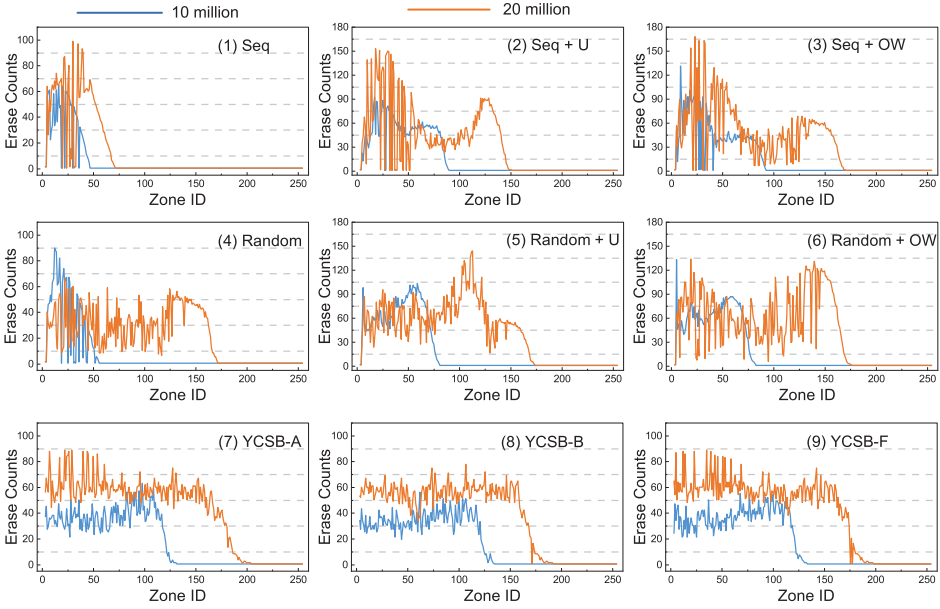 10 million
20 million
(1) Seq
Erase Counts
100
80
60
40
20
0
0 50 100 150 200 250
Zone ID
(2) Seq + U
Erase Counts
180
150
120
90
60
30
0
0 50 100 150 200 250
Zone ID
(3) Seq + OW
Erase Counts
180
150
120
90
60
30
0
0 50 100 150 200 250
Zone ID
(4) Random
Erase Counts
100
80
60
40
20
0
0 50 100 150 200 250
Zone ID
(5) Random + U
Erase Counts
180
150
120
90
60
30
0
0 50 100 150 200 250
Zone ID
(6) Random + OW
Erase Counts
180
150
120
90
60
30
0
0 50 100 150 200 250
Zone ID
(7) YCSB-A
Erase Counts
100
80
60
40
20
0
0 50 100 150 200 250
Zone ID
(8) YCSB-B
Erase Counts
100
80
60
40
20
0
0 50 100 150 200 250
Zone ID
(9) YCSB-F
Erase Counts
100
80
60
40
20
0
0 50 100 150 200 250
Zone ID